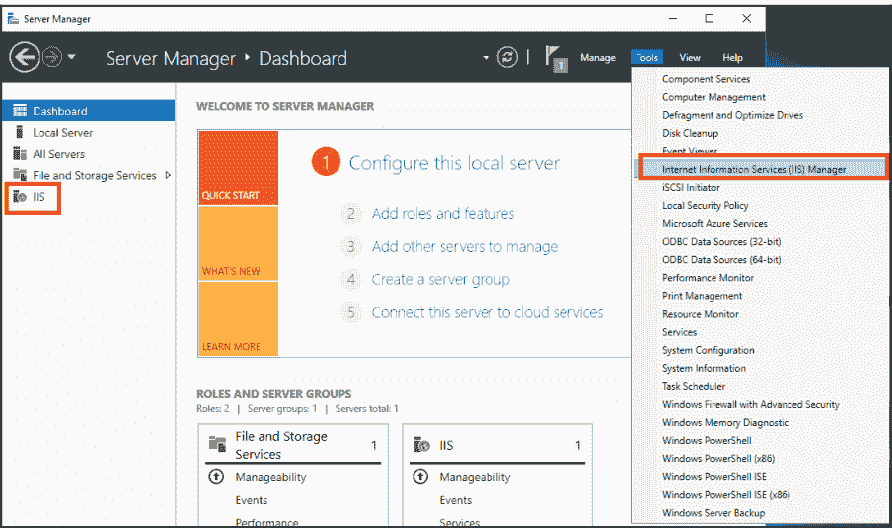 Server Manager
Server Manager ‣ Dashboard
1
Manage
Tools
View
Help
Dashboard
Local Server
All Servers
File and Storage Services
IIS
WELCOME TO SERVER MANAGER
QUICK START
WHAT'S NEW
LEARN MORE
1 Configure this local server
2 Add roles and features
3 Add other servers to manage
4 Create a server group
5 Connect this server to cloud services
ROLES AND SERVER GROUPS
Roles: 2 | Server groups: 1 | Servers total: 1
File and Storage
Services
1
Manageability
Events
Performance
IIS
1
Manageability
Events
Services
Component Services
Computer Management
Defragment and Optimize Drives
Disk Cleanup
Event Viewer
Internet Information Services (IIS) Manager
iSCSI Initiator
Local Security Policy
Microsoft Azure Services
ODBC Data Sources (32-bit)
ODBC Data Sources (64-bit)
Performance Monitor
Print Management
Resource Monitor
Services
System Configuration
System Information
Task Scheduler
Windows Firewall with Advanced Security
Windows Memory Diagnostic
Windows PowerShell
Windows PowerShell (x86)
Windows PowerShell ISE
Windows PowerShell ISE (x86)
Windows Server Backup